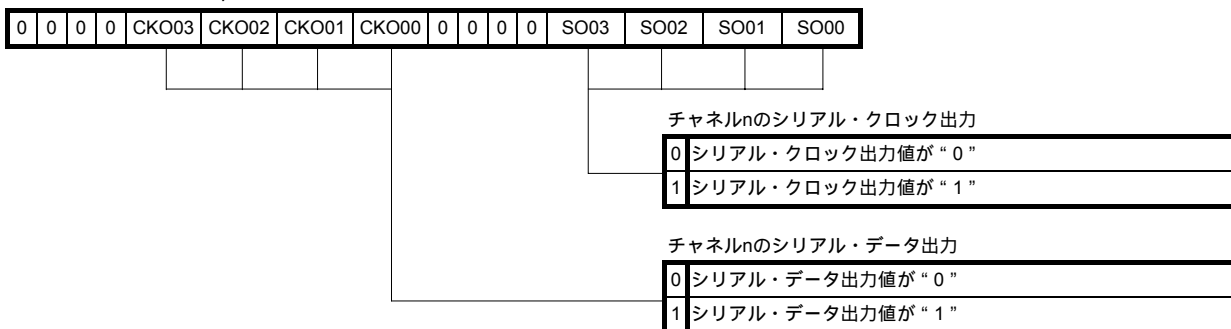 0 0 0 0 CKO03 CKO02 CKO01 CKO00 0 0 0 0 SO03 SO02 SO01 SO00
チャネルnのシリアル・クロック出力
0 シリアル・クロック出力値が“0”
1 シリアル・クロック出力値が“1”
チャネルnのシリアル・データ出力
0 シリアル・データ出力値が“0”
1 シリアル・データ出力値が“1”